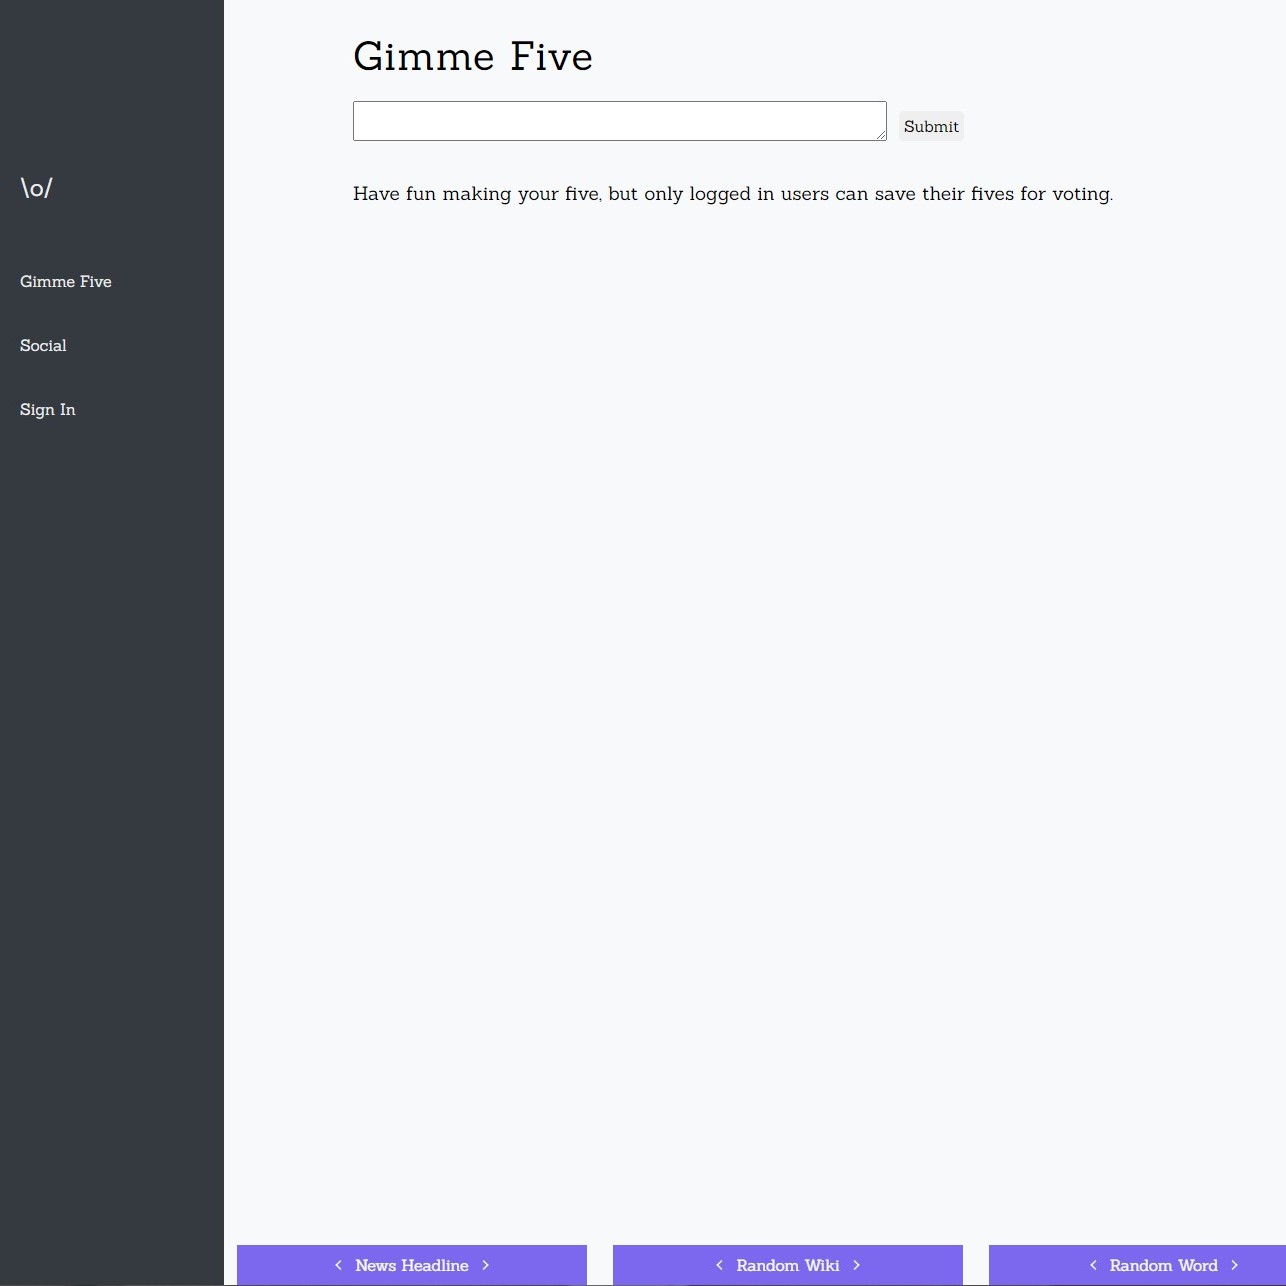 Gimme Five
Submit
Have fun making your five, but only logged in users can save their fives for voting.
\o/
Gimme Five
Social
Sign In
‹ News Headline ›
‹ Random Wiki ›
‹ Random Word ›